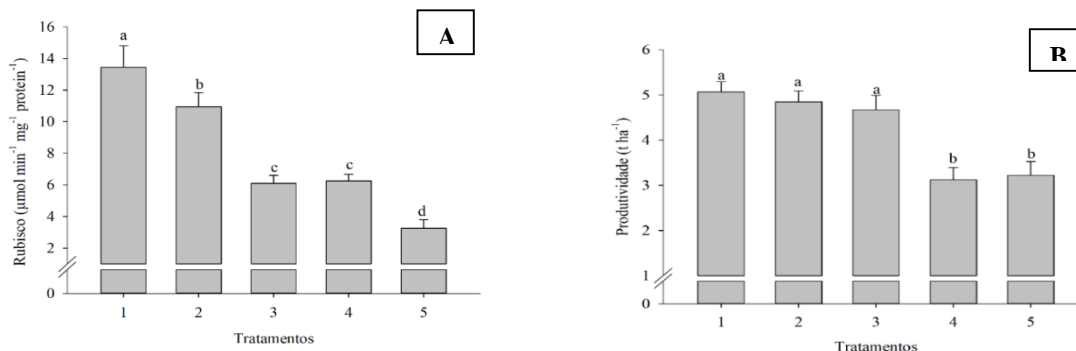 A
Rubisco (µmol min⁻¹ mg⁻¹ protein⁻¹)
16
14
12
10
8
6
4
2
0
a
b
c
c
d
1 2 3 4 5
Tratamentos
B
Produtividade (t ha⁻¹)
6
5
4
3
2
1
0
a
a
a
b
b
1 2 3 4 5
Tratamentos